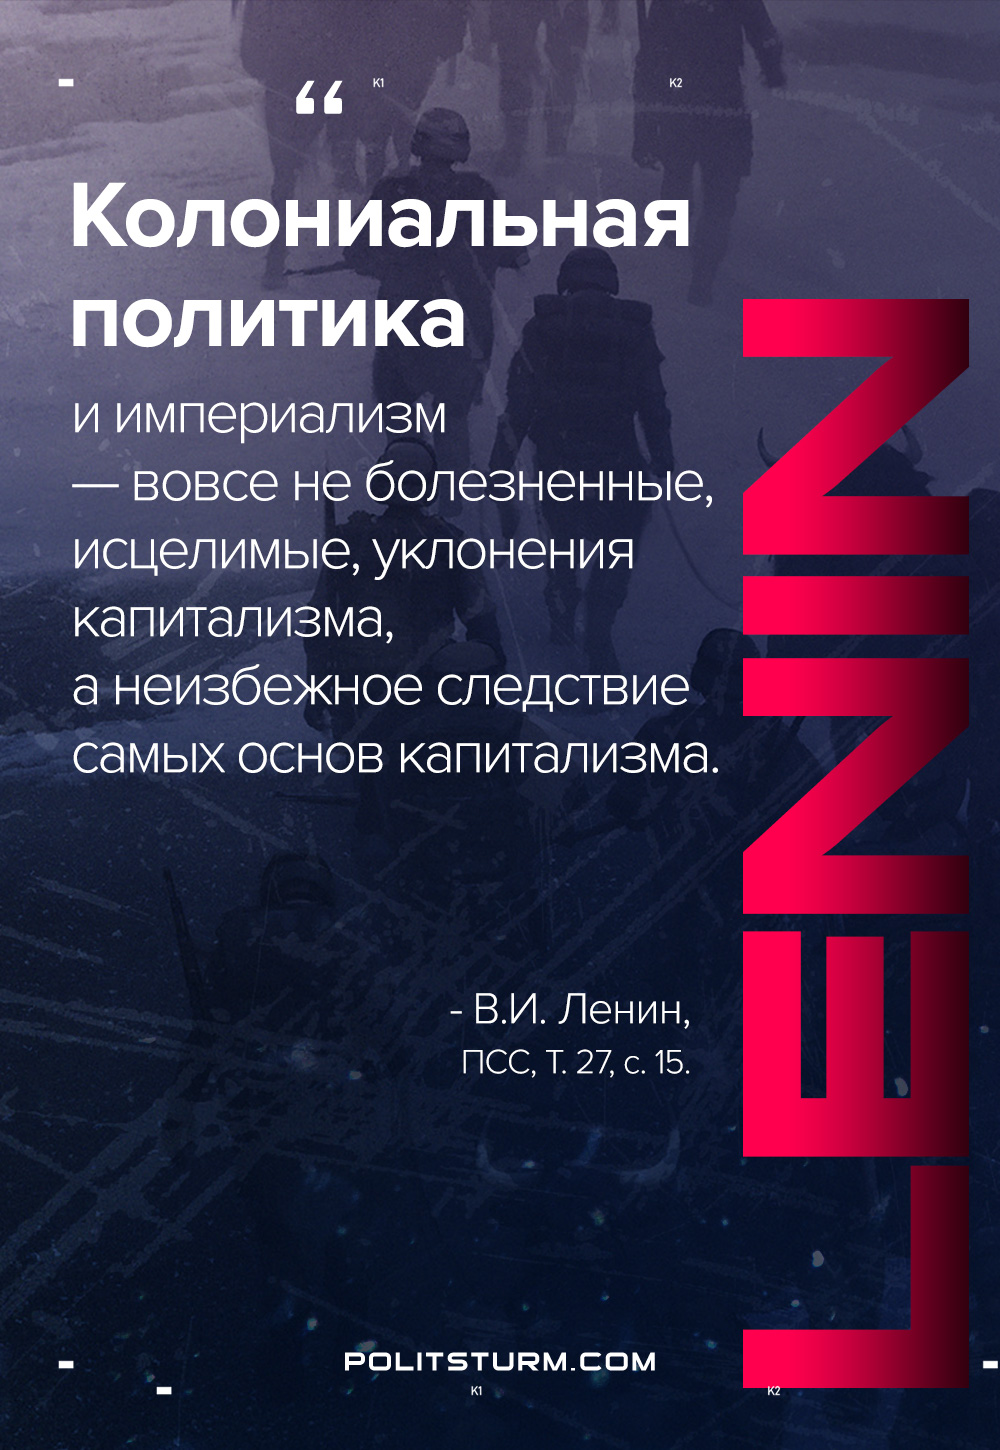 K1 K2
“
Колониальная
политика
и империализм
— вовсе не болезненные,
исцелимые, уклонения
капитализма,
а неизбежное следствие
самых основ капитализма.
- В.И. Ленин,
ПСС, Т. 27, с. 15.
LENIN
POLITSTURM.COM
K1 K2